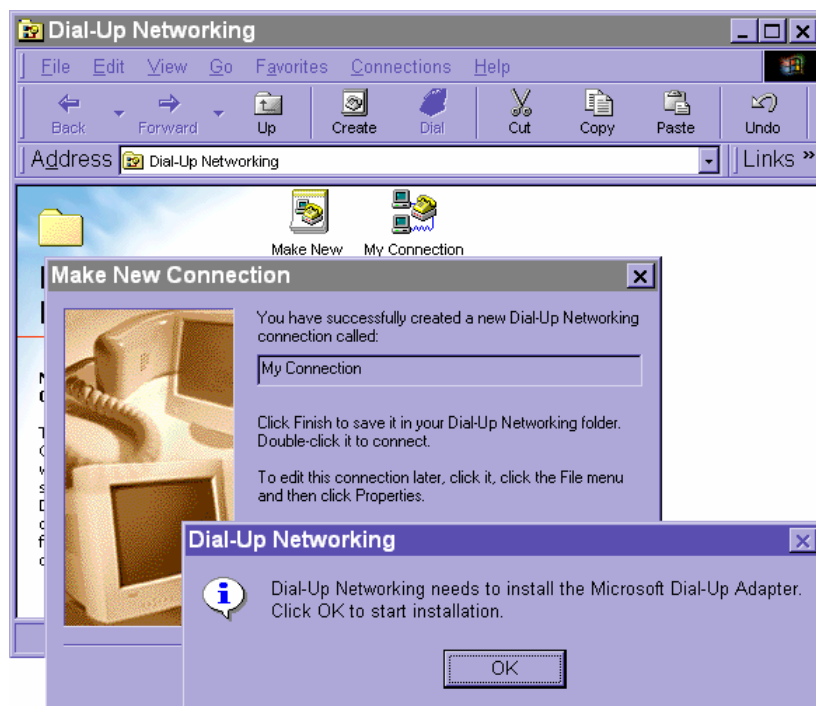 Dial-Up Networking
File Edit View Go Favorites Connections Help
Back Forward Up Create Dial Cut Copy Paste Undo
Address Dial-Up Networking Links »
Make New My Connection
Make New Connection
You have successfully created a new Dial-Up Networking
connection called:
My Connection
Click Finish to save it in your Dial-Up Networking folder.
Double-click it to connect.
To edit this connection later, click it, click the File menu
and then click Properties.
Dial-Up Networking
Dial-Up Networking needs to install the Microsoft Dial-Up Adapter.
Click OK to start installation.
OK